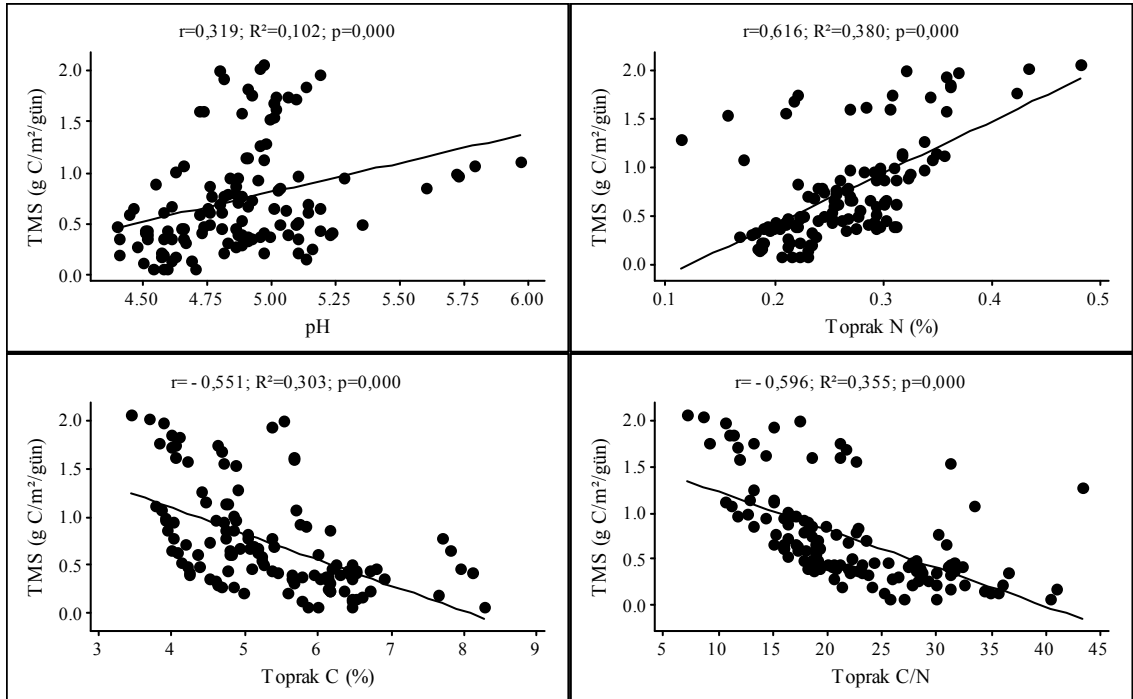 r=0,319; R²=0,102; p=0,000
TMS (g C/m²/gün)
2.0
1.5
1.0
0.5
0.0
4.50 4.75 5.00 5.25 5.50 5.75 6.00
pH
r=0,616; R²=0,380; p=0,000
TMS (g C/m²/gün)
2.0
1.5
1.0
0.5
0.0
0.1 0.2 0.3 0.4 0.5
Toprak N (%)
r= - 0,551; R²=0,303; p=0,000
TMS (g C/m²/gün)
2.0
1.5
1.0
0.5
0.0
3 4 5 6 7 8 9
Toprak C (%)
r= - 0,596; R²=0,355; p=0,000
TMS (g C/m²/gün)
2.0
1.5
1.0
0.5
0.0
5 10 15 20 25 30 35 40 45
Toprak C/N